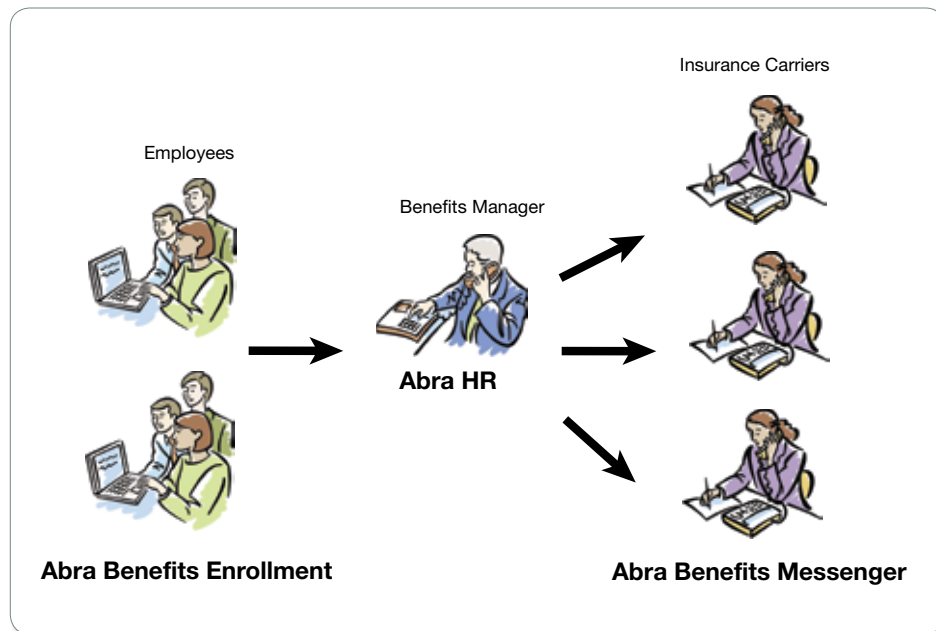 Insurance Carriers
Employees
Benefits Manager
Abra HR
Abra Benefits Enrollment
Abra Benefits Messenger